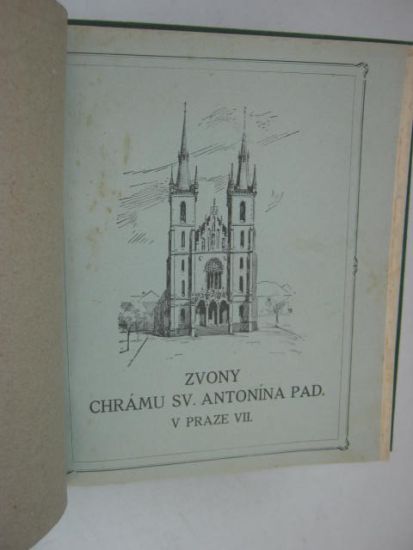 ZVONY
CHRÁMU SV. ANTONÍNA PAD.
V PRAZE VII.